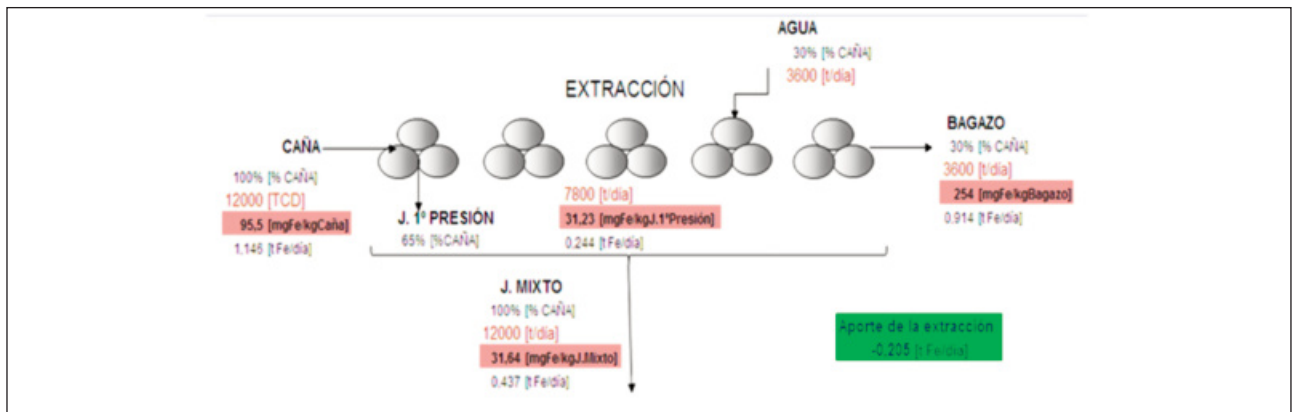 AGUA
30% [% CAÑA]
3600 [t/día]
EXTRACCIÓN
CAÑA
100% [% CAÑA]
12000 [TCD]
95,5 [mgFe/kgCaña]
1,146 [t Fe/día]
J. 1º PRESIÓN
65% [%CAÑA]
7800 [t/día]
31,23 [mgFe/kgJ.1ºPresión]
0,244 [t Fe/día]
BAGAZO
30% [% CAÑA]
3600 [t/día]
254 [mgFe/kgBagazo]
0,914 [t Fe/día]
J. MIXTO
100% [% CAÑA]
12000 [t/día]
31,64 [mgFe/kgJ.Mixto]
0,437 [t Fe/día]
Aporte de la extracción
-0,205 [t Fe/día]